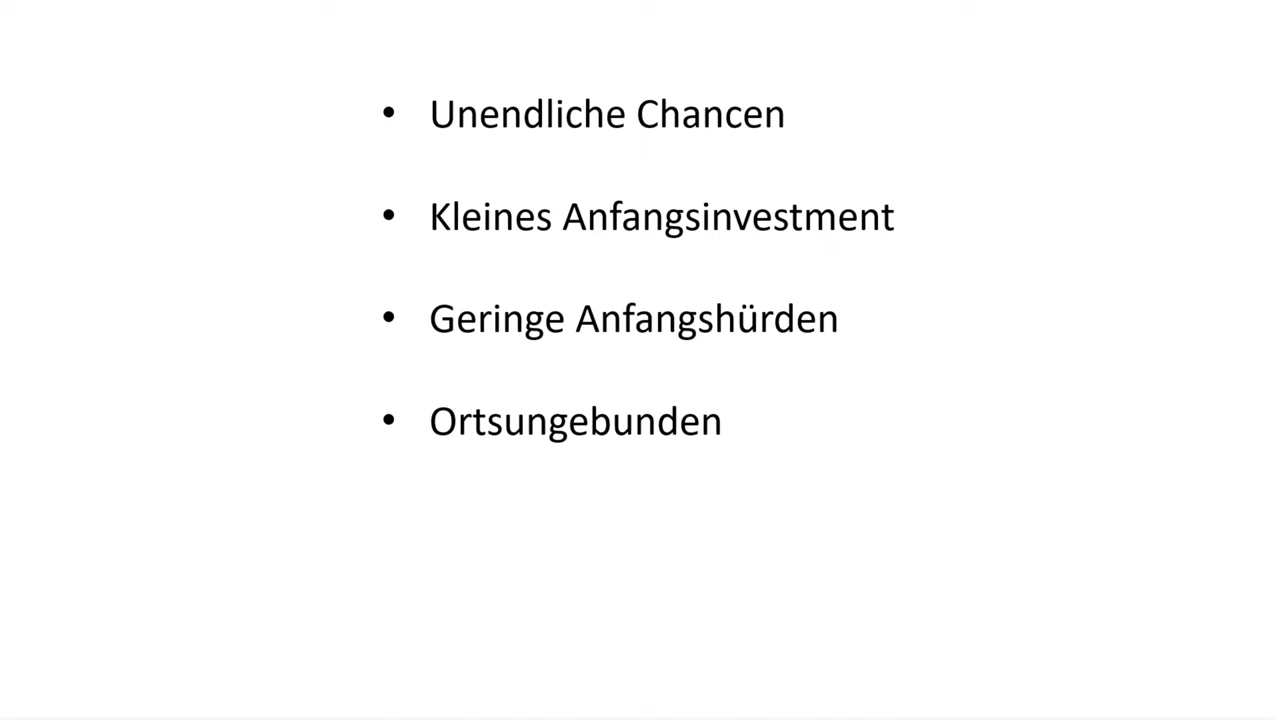 • Unendliche Chancen
• Kleines Anfangsinvestment
• Geringe Anfangshürden
• Ortsungebunden